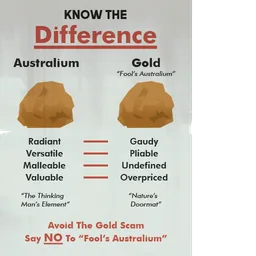 KNOW THE
Difference
Australium
Gold
"Fool's Australium"
Radiant
Gaudy
Versatile
Pliable
Malleable
Undefined
Valuable
Overpriced
"The Thinking
Man's Element"
"Nature's
Doormat"
Avoid The Gold Scam
Say NO To "Fool's Australium"